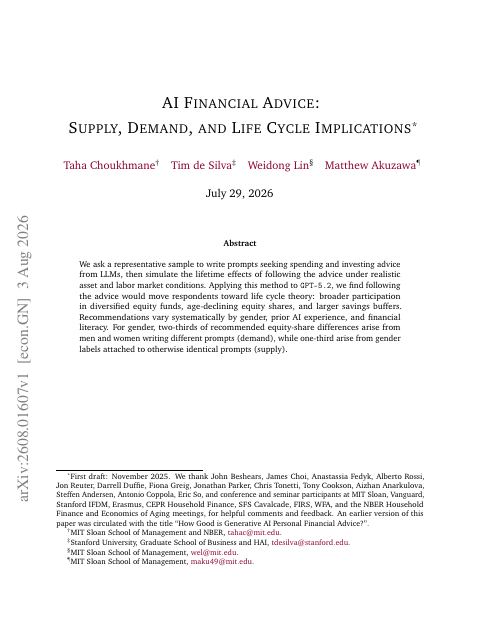 AI FINANCIAL ADVICE:
SUPPLY, DEMAND, AND LIFE CYCLE IMPLICATIONS*
Taha Choukhmane† Tim de Silva‡ Weidong Lin§ Matthew Akuzawa¶
July 29, 2026
Abstract
We ask a representative sample to write prompts seeking spending and investing advice
from LLMs, then simulate the lifetime effects of following the advice under realistic
asset and labor market conditions. Applying this method to GPT-5.2, we find following
the advice would move respondents toward life cycle theory: broader participation
in diversified equity funds, age-declining equity shares, and larger savings buffers.
Recommendations vary systematically by gender, prior AI experience, and financial
literacy. For gender, two-thirds of recommended equity-share differences arise from
men and women writing different prompts (demand), while one-third arises from gender
labels attached to otherwise identical prompts (supply).
*First draft: November 2025. We thank John Beshears, James Choi, Anastassia Fedyk, Alberto Rossi,
Jon Reuter, Darrell Duffie, Fiona Greig, Jonathan Parker, Chris Tonetti, Tony Cookson, Aizhan Anarkulova,
Steffen Andersen, Antonio Coppola, Eric So, and conference and seminar participants at MIT Sloan, Vanguard,
Stanford IFDM, Erasmus, CEPR Household Finance, SFS Cavalcade, FIRS, WFA, and the NBER Household
Finance and Economics of Aging meetings, for helpful comments and feedback. An earlier version of this
paper was circulated with the title “How Good is Generative AI Personal Financial Advice?”.
†MIT Sloan School of Management and NBER, tahac@mit.edu.
‡Stanford University, Graduate School of Business and HAI, tdesilva@stanford.edu.
§MIT Sloan School of Management, wel@mit.edu.
¶MIT Sloan School of Management, maku49@mit.edu.
arXiv:2608.01607v1 [econ.GN] 3 Aug 2026